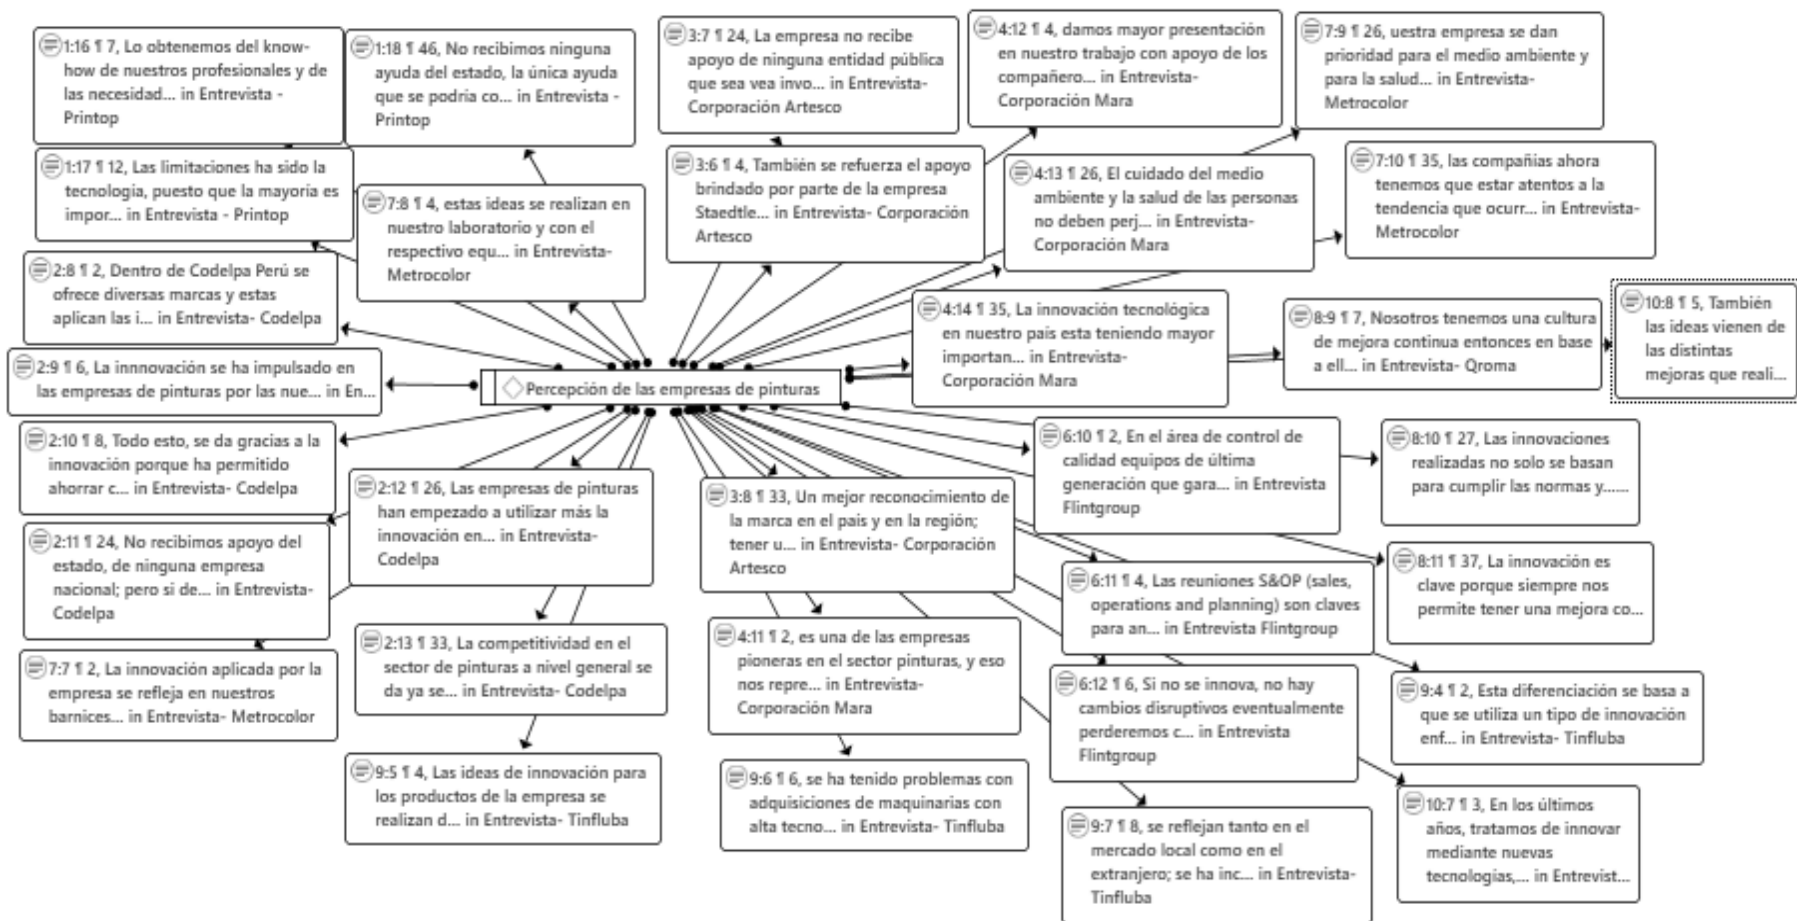 1:16 ¶ 7, Lo obtenemos del know-
how de nuestros profesionales y de
las necesidad... in Entrevista -
Printop
1:18 ¶ 46, No recibimos ninguna
ayuda del estado, la única ayuda
que se podría co... in Entrevista -
Printop
3:7 ¶ 24, La empresa no recibe
apoyo de ninguna entidad pública
que sea vea invo... in Entrevista-
Corporación Artesco
4:12 ¶ 4, damos mayor presentación
en nuestro trabajo con apoyo de los
compañero... in Entrevista-
Corporación Mara
7:9 ¶ 26, uestra empresa se dan
prioridad para el medio ambiente y
para la salud... in Entrevista-
Metrocolor
1:17 ¶ 12, Las limitaciones ha sido la
tecnología, puesto que la mayoría es
impor... in Entrevista - Printop
7:8 ¶ 4, estas ideas se realizan en
nuestro laboratorio y con el
respectivo equ... in Entrevista-
Metrocolor
3:6 ¶ 4, También se refuerza el apoyo
brindado por parte de la empresa
Staedtle... in Entrevista- Corporación
Artesco
4:13 ¶ 26, El cuidado del medio
ambiente y la salud de las personas
no deben perj... in Entrevista-
Corporación Mara
7:10 ¶ 35, las compañias ahora
tenemos que estar atentos a la
tendencia que ocurr... in Entrevista-
Metrocolor
2:8 ¶ 2, Dentro de Codelpa Perú se
ofrece diversas marcas y estas
aplican las i... in Entrevista- Codelpa
4:14 ¶ 35, La innovación tecnológica
en nuestro país esta teniendo mayor
importan... in Entrevista-
Corporación Mara
8:9 ¶ 7, Nosotros tenemos una cultura
de mejora continua entonces en base
a ell... in Entrevista- Qroma
10:8 ¶ 5, También
las ideas vienen de
las distintas
mejoras que reali...
2:9 ¶ 6, La innnovación se ha impulsado en
las empresas de pinturas por las nue... in En...
Percepción de las empresas de pinturas
2:10 ¶ 8, Todo esto, se da gracias a la
innovación porque ha permitido
ahorrar c... in Entrevista- Codelpa
2:12 ¶ 26, Las empresas de pinturas
han empezado a utilizar más la
innovación en... in Entrevista-
Codelpa
3:8 ¶ 33, Un mejor reconocimiento de
la marca en el país y en la región;
tener u... in Entrevista- Corporación
Artesco
6:10 ¶ 2, En el área de control de
calidad equipos de última
generación que gara... in Entrevista
Flintgroup
8:10 ¶ 27, Las innovaciones
realizadas no solo se basan
para cumplir las normas y......
2:11 ¶ 24, No recibimos apoyo del
estado, de ninguna empresa
nacional; pero si de... in Entrevista-
Codelpa
6:11 ¶ 4, Las reuniones S&OP (sales,
operations and planning) son claves
para an... in Entrevista Flintgroup
8:11 ¶ 37, La innovación es
clave porque siempre nos
permite tener una mejora co...
7:7 ¶ 2, La innovación aplicada por la
empresa se refleja en nuestros
barnices... in Entrevista- Metrocolor
2:13 ¶ 33, La competitividad en el
sector de pinturas a nivel general se
da ya se... in Entrevista- Codelpa
4:11 ¶ 2, es una de las empresas
pioneras en el sector pinturas, y eso
nos repre... in Entrevista-
Corporación Mara
6:12 ¶ 6, Si no se innova, no hay
cambios disruptivos eventualmente
perderemos c... in Entrevista
Flintgroup
9:4 ¶ 2, Esta diferenciación se basa a
que se utiliza un tipo de innovación
enf... in Entrevista- Tinfluba
9:5 ¶ 4, Las ideas de innovación para
los productos de la empresa se
realizan d... in Entrevista- Tinfluba
9:6 ¶ 6, se ha tenido problemas con
adquisiciones de maquinarias con
alta tecno... in Entrevista- Tinfluba
9:7 ¶ 8, se reflejan tanto en el
mercado local como en el
extranjero; se ha inc... in Entrevista-
Tinfluba
10:7 ¶ 3, En los últimos
años, tratamos de innovar
mediante nuevas
tecnologías,... in Entrevist...